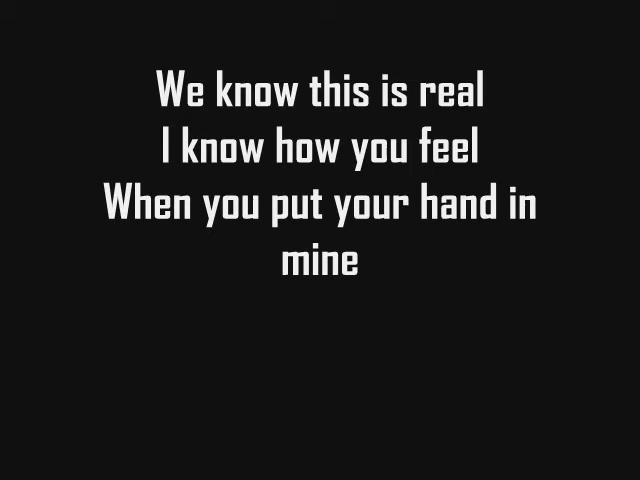 We know this is real
I know how you feel
When you put your hand in
mine